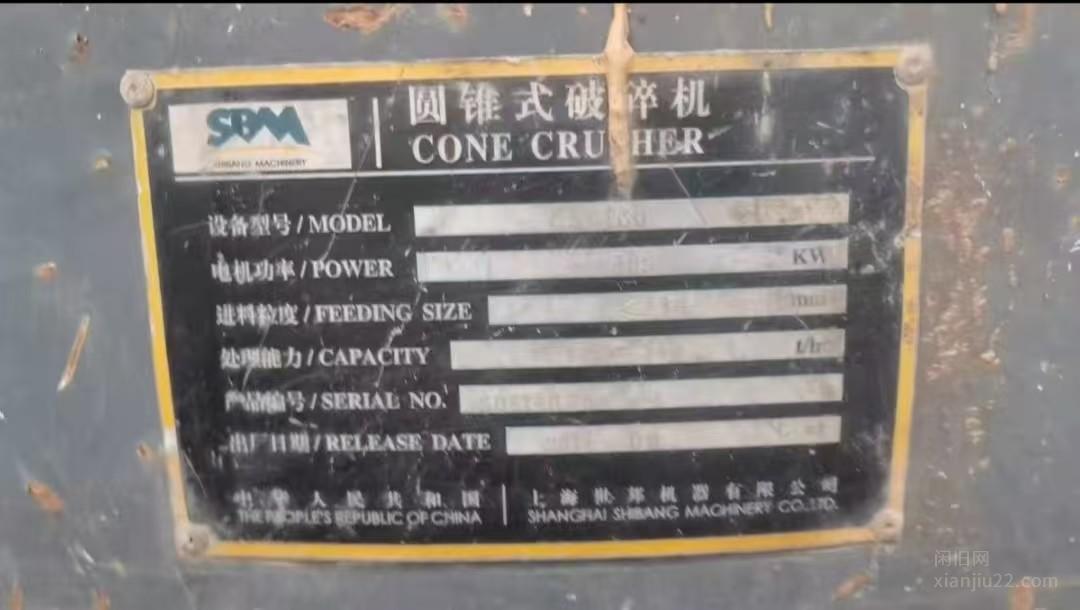 SBM
SHIBANG MACHINERY
圆锥式破碎机
CONE CRUSHER
设备型号/MODEL
电机功率/POWER KW
进料粒度/FEEDING SIZE mm
处理能力/CAPACITY t/h
产品编号/SERIAL NO.
出厂日期/RELEASE DATE
中华人民共和国
THE PEOPLE'S REPUBLIC OF CHINA
上海世邦机器有限公司
SHANGHAI SHIBANG MACHINERY CO.,LTD.
闲旧网
xianjiu22.com